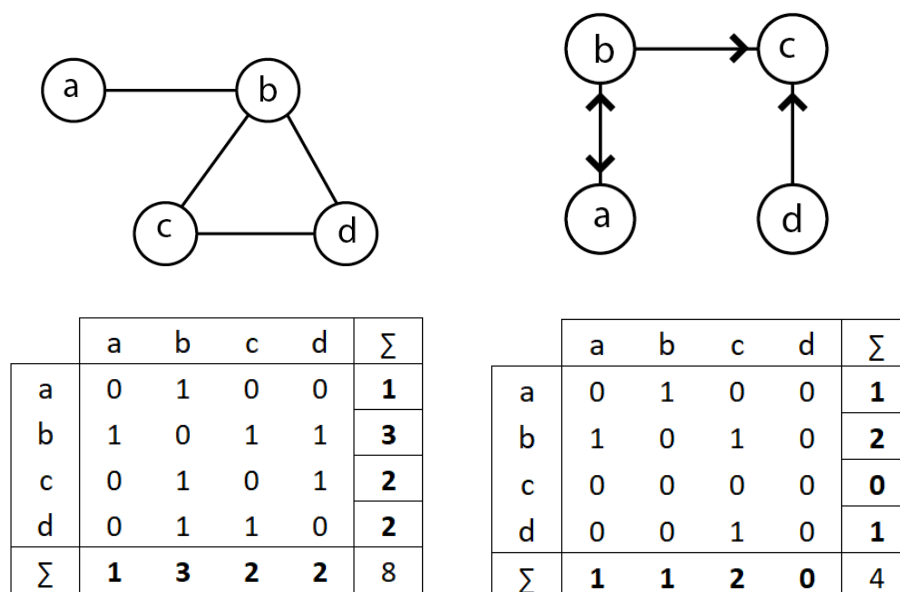 a
b
c
d
b
c
a
d
a b c d ∑
a 0 1 0 0 1
b 1 0 1 1 3
c 0 1 0 1 2
d 0 1 1 0 2
∑ 1 3 2 2 8
a b c d ∑
a 0 1 0 0 1
b 1 0 1 0 2
c 0 0 0 0 0
d 0 0 1 0 1
∑ 1 1 2 0 4